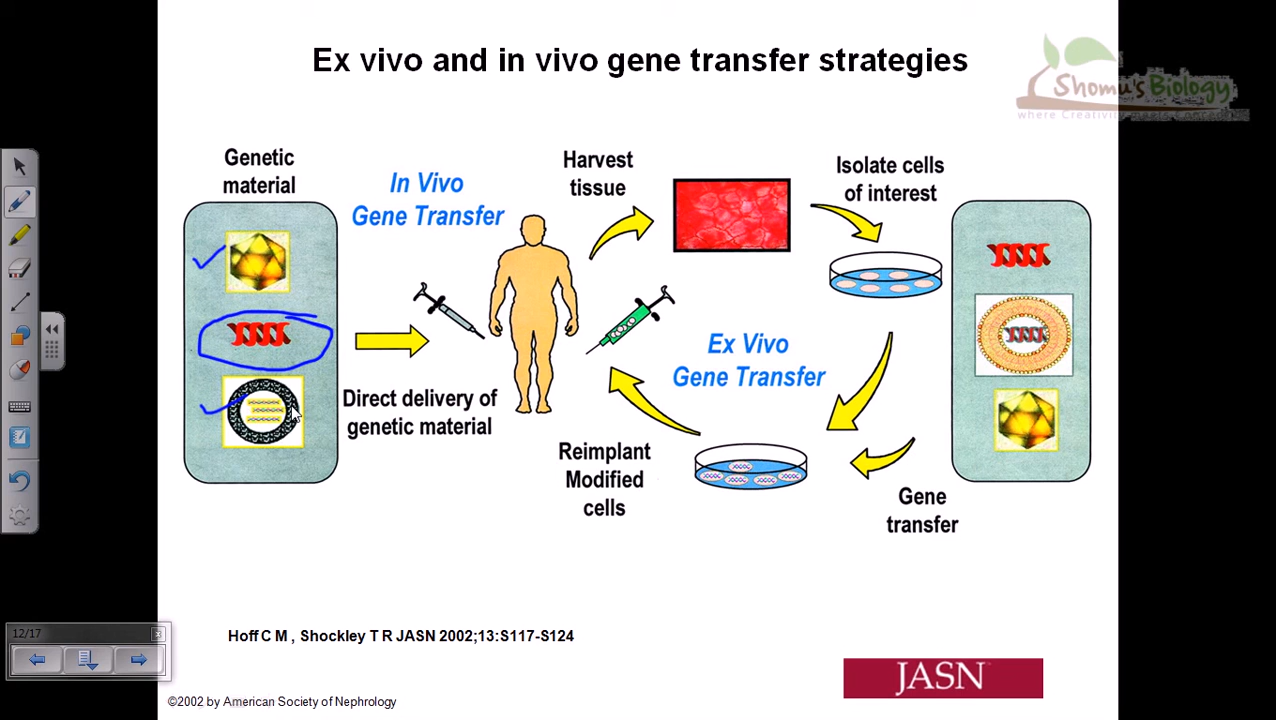 Ex vivo and in vivo gene transfer strategies
Shomu's Biology
Genetic
material
In Vivo
Gene Transfer
Harvest
tissue
Isolate cells
of interest
Direct delivery of
genetic material
Ex Vivo
Gene Transfer
Reimplant
Modified
cells
Gene
transfer
12/17
Hoff C M , Shockley T R JASN 2002;13:S117-S124
JASN
©2002 by American Society of Nephrology